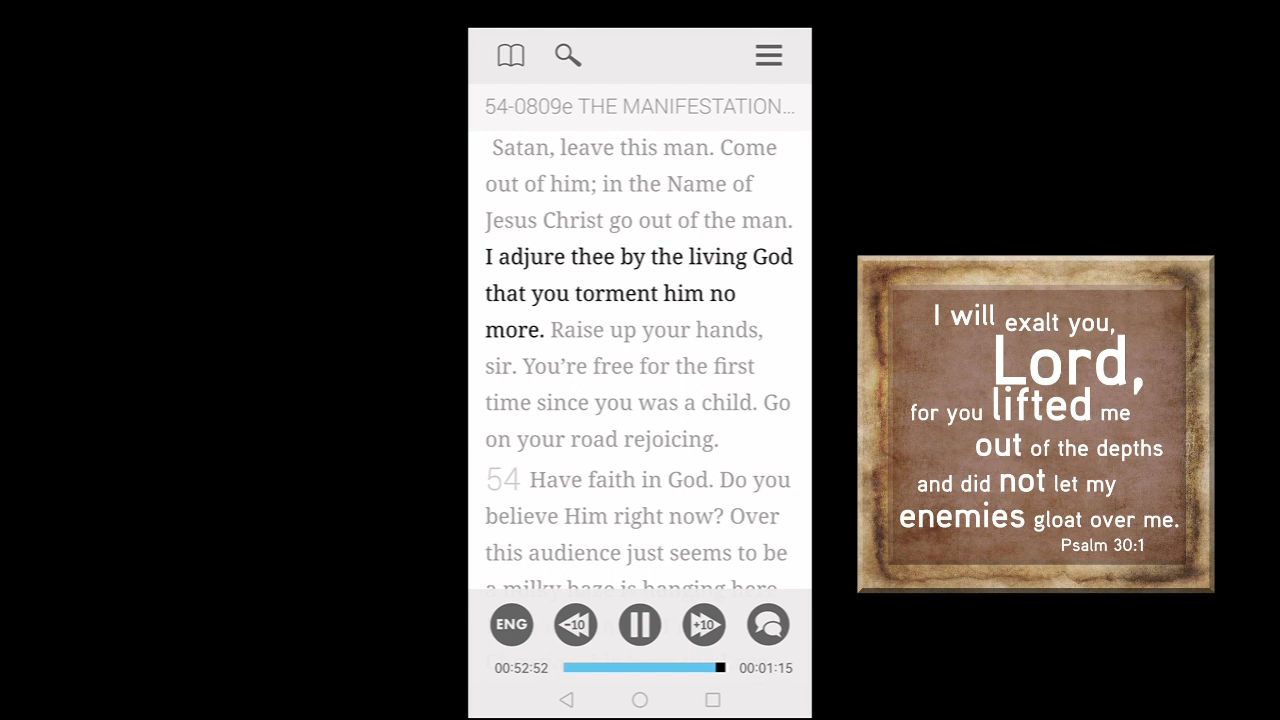 54-0809e THE MANIFESTATION...
Satan, leave this man. Come
out of him; in the Name of
Jesus Christ go out of the man.
I adjure thee by the living God
that you torment him no
more. Raise up your hands,
sir. You’re free for the first
time since you was a child. Go
on your road rejoicing.
54 Have faith in God. Do you
believe Him right now? Over
this audience just seems to be
a milky haze is hanging here
ENG
-10
+10
00:52:52
00:01:15
I will exalt you,
Lord,
for you lifted me
out of the depths
and did not let my
enemies gloat over me.
Psalm 30:1